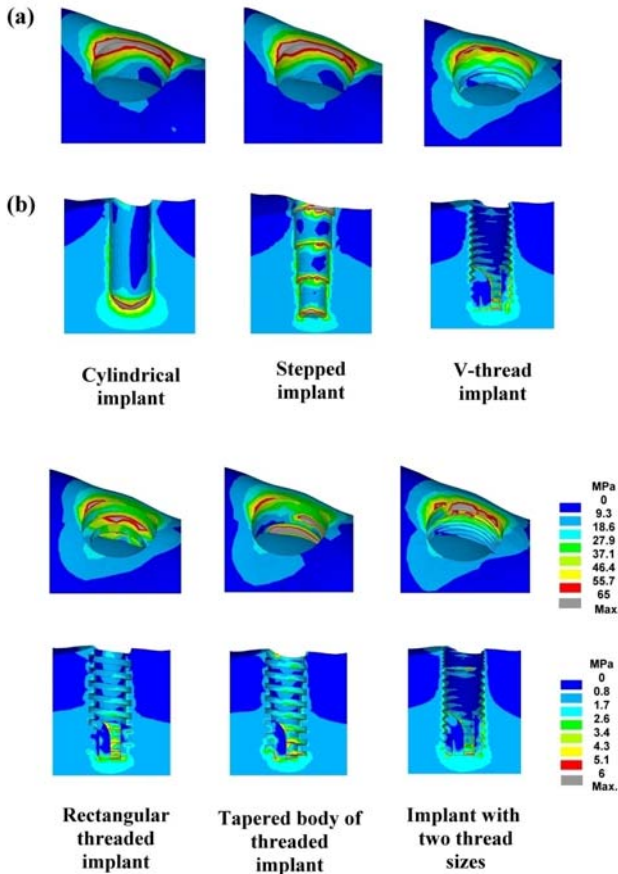 (a)
(b)
Cylindrical
implant
Stepped
implant
V-thread
implant
MPa
0
9.3
18.6
27.9
37.1
46.4
55.7
65
Max.
MPa
0
0.8
1.7
2.6
3.4
4.3
5.1
6
Max.
Rectangular
threaded
implant
Tapered body of
threaded
implant
Implant with
two thread
sizes